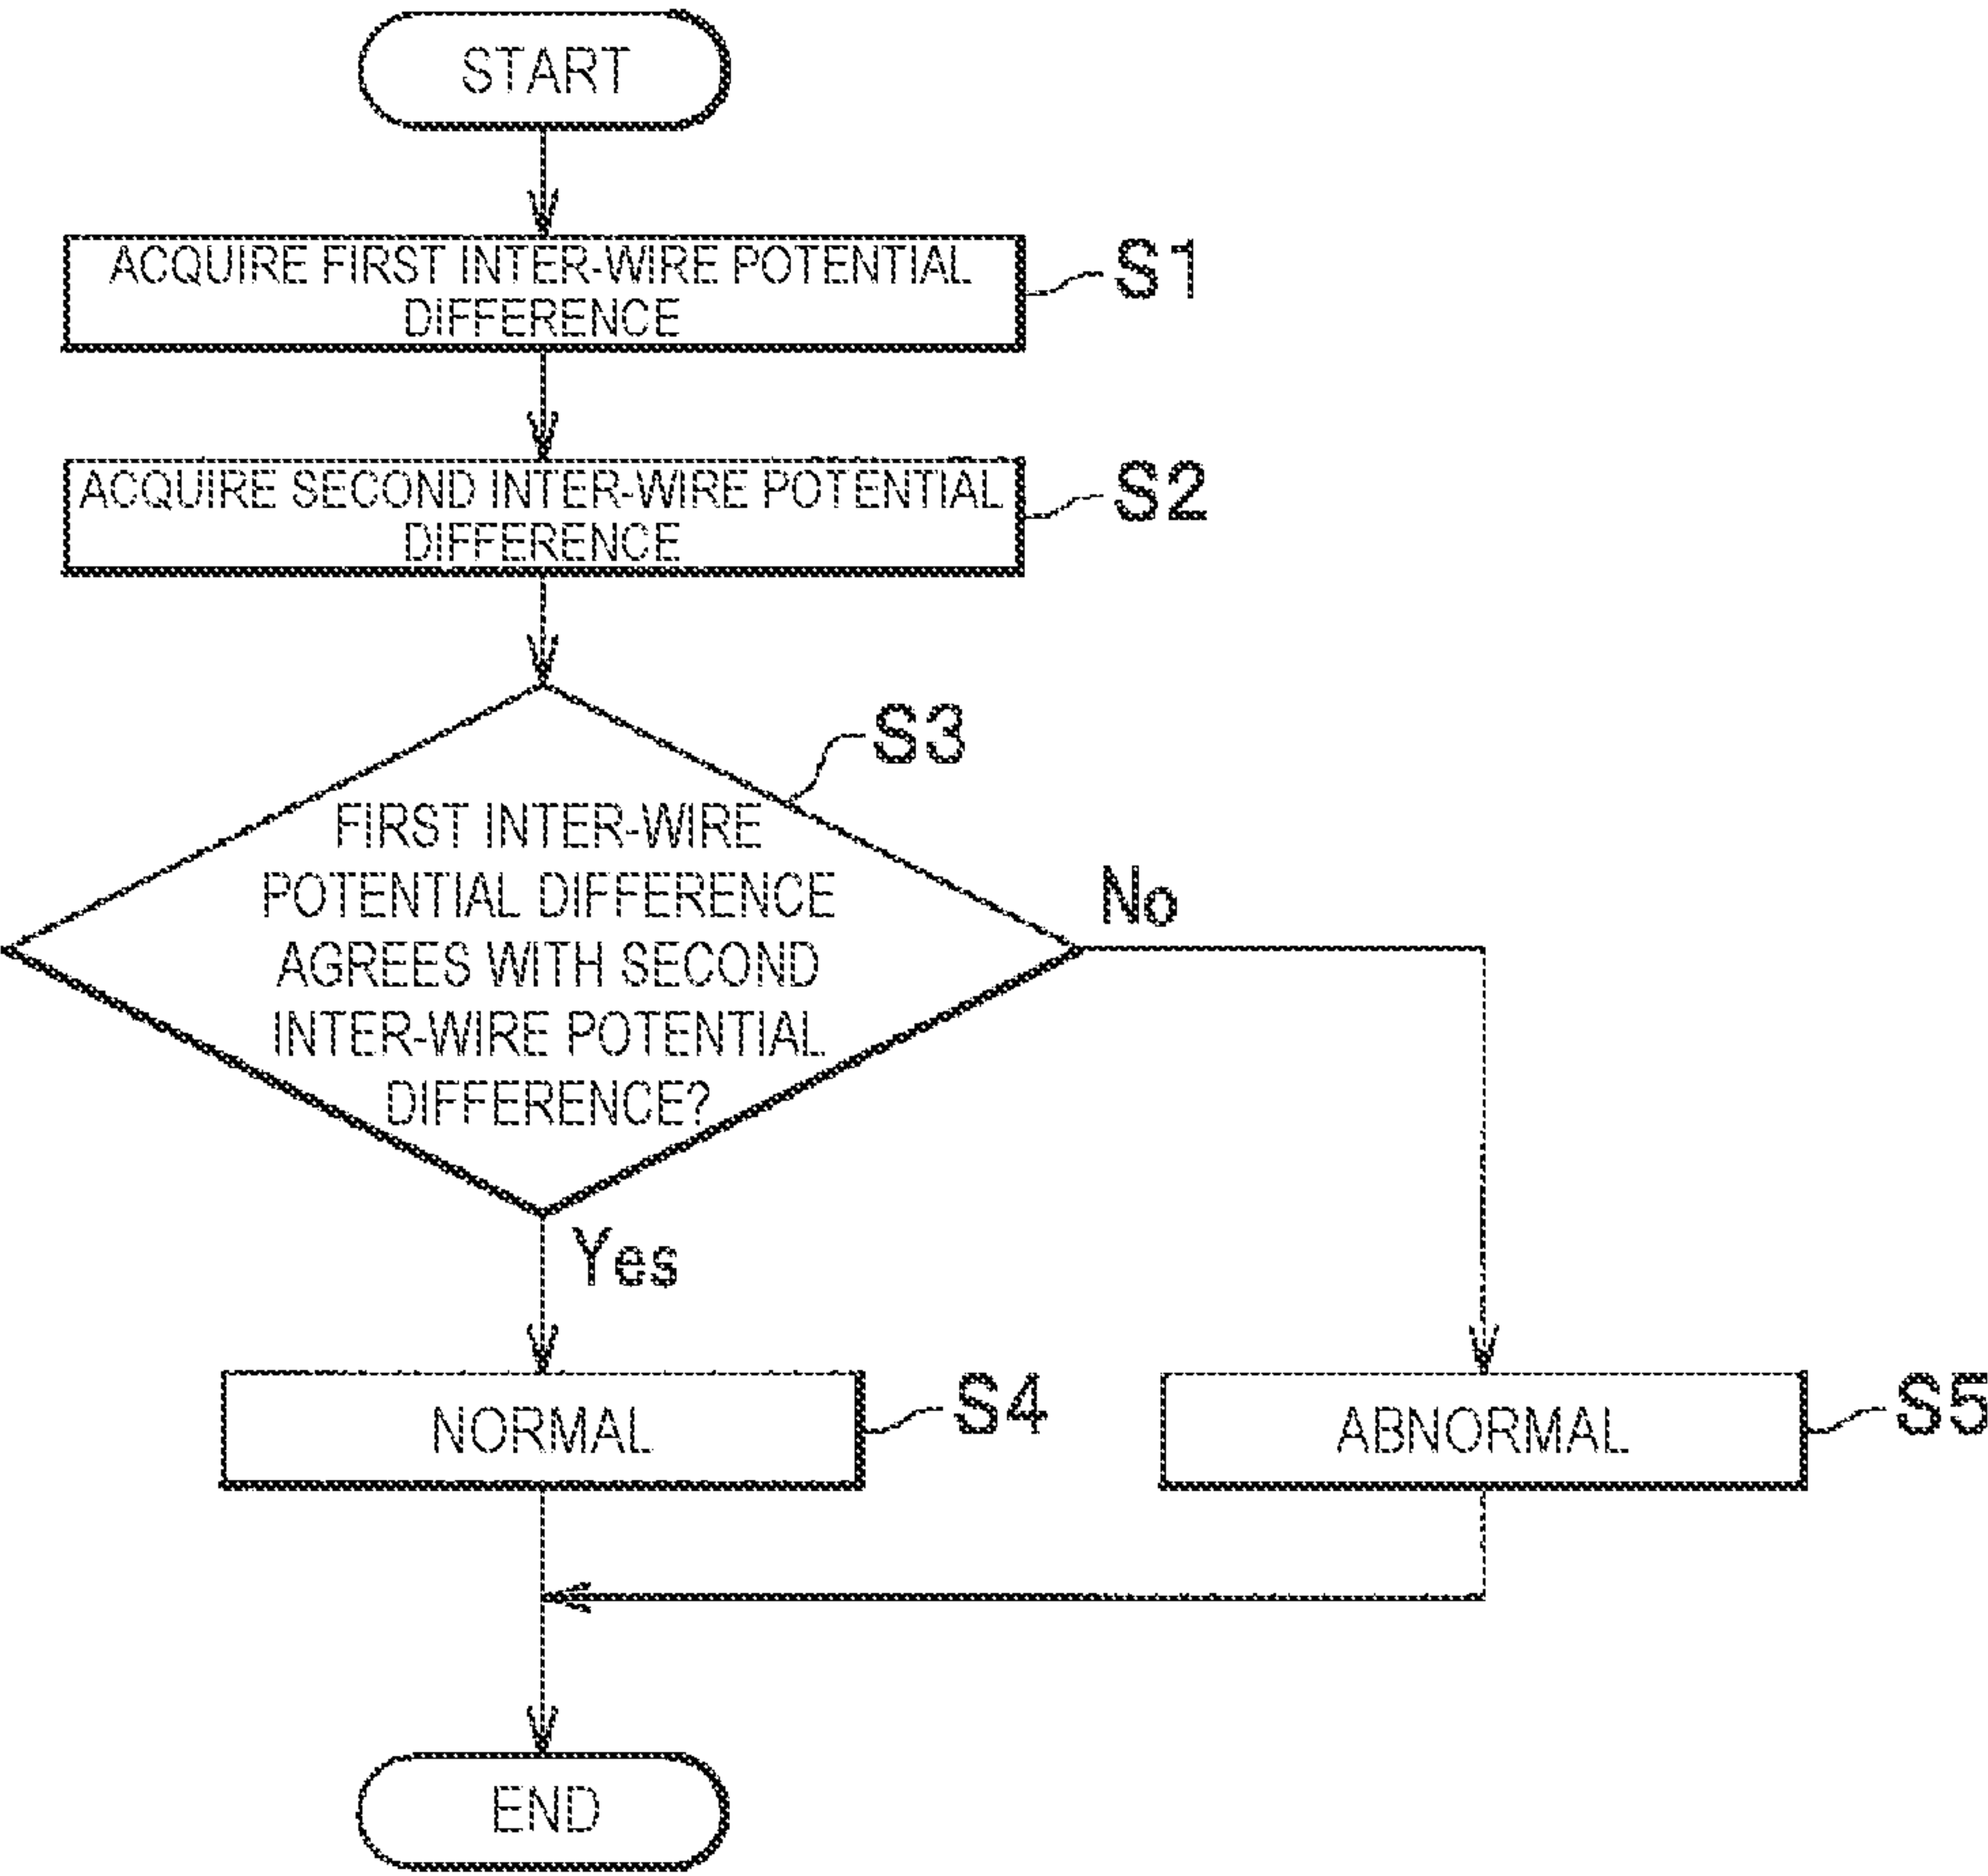 START
ACQUIRE FIRST INTER-WIRE POTENTIAL
DIFFERENCE
S1
ACQUIRE SECOND INTER-WIRE POTENTIAL
DIFFERENCE
S2
S3
FIRST INTER-WIRE
POTENTIAL DIFFERENCE
AGREES WITH SECOND
INTER-WIRE POTENTIAL
DIFFERENCE?
No
Yes
NORMAL
S4
ABNORMAL
S5
END